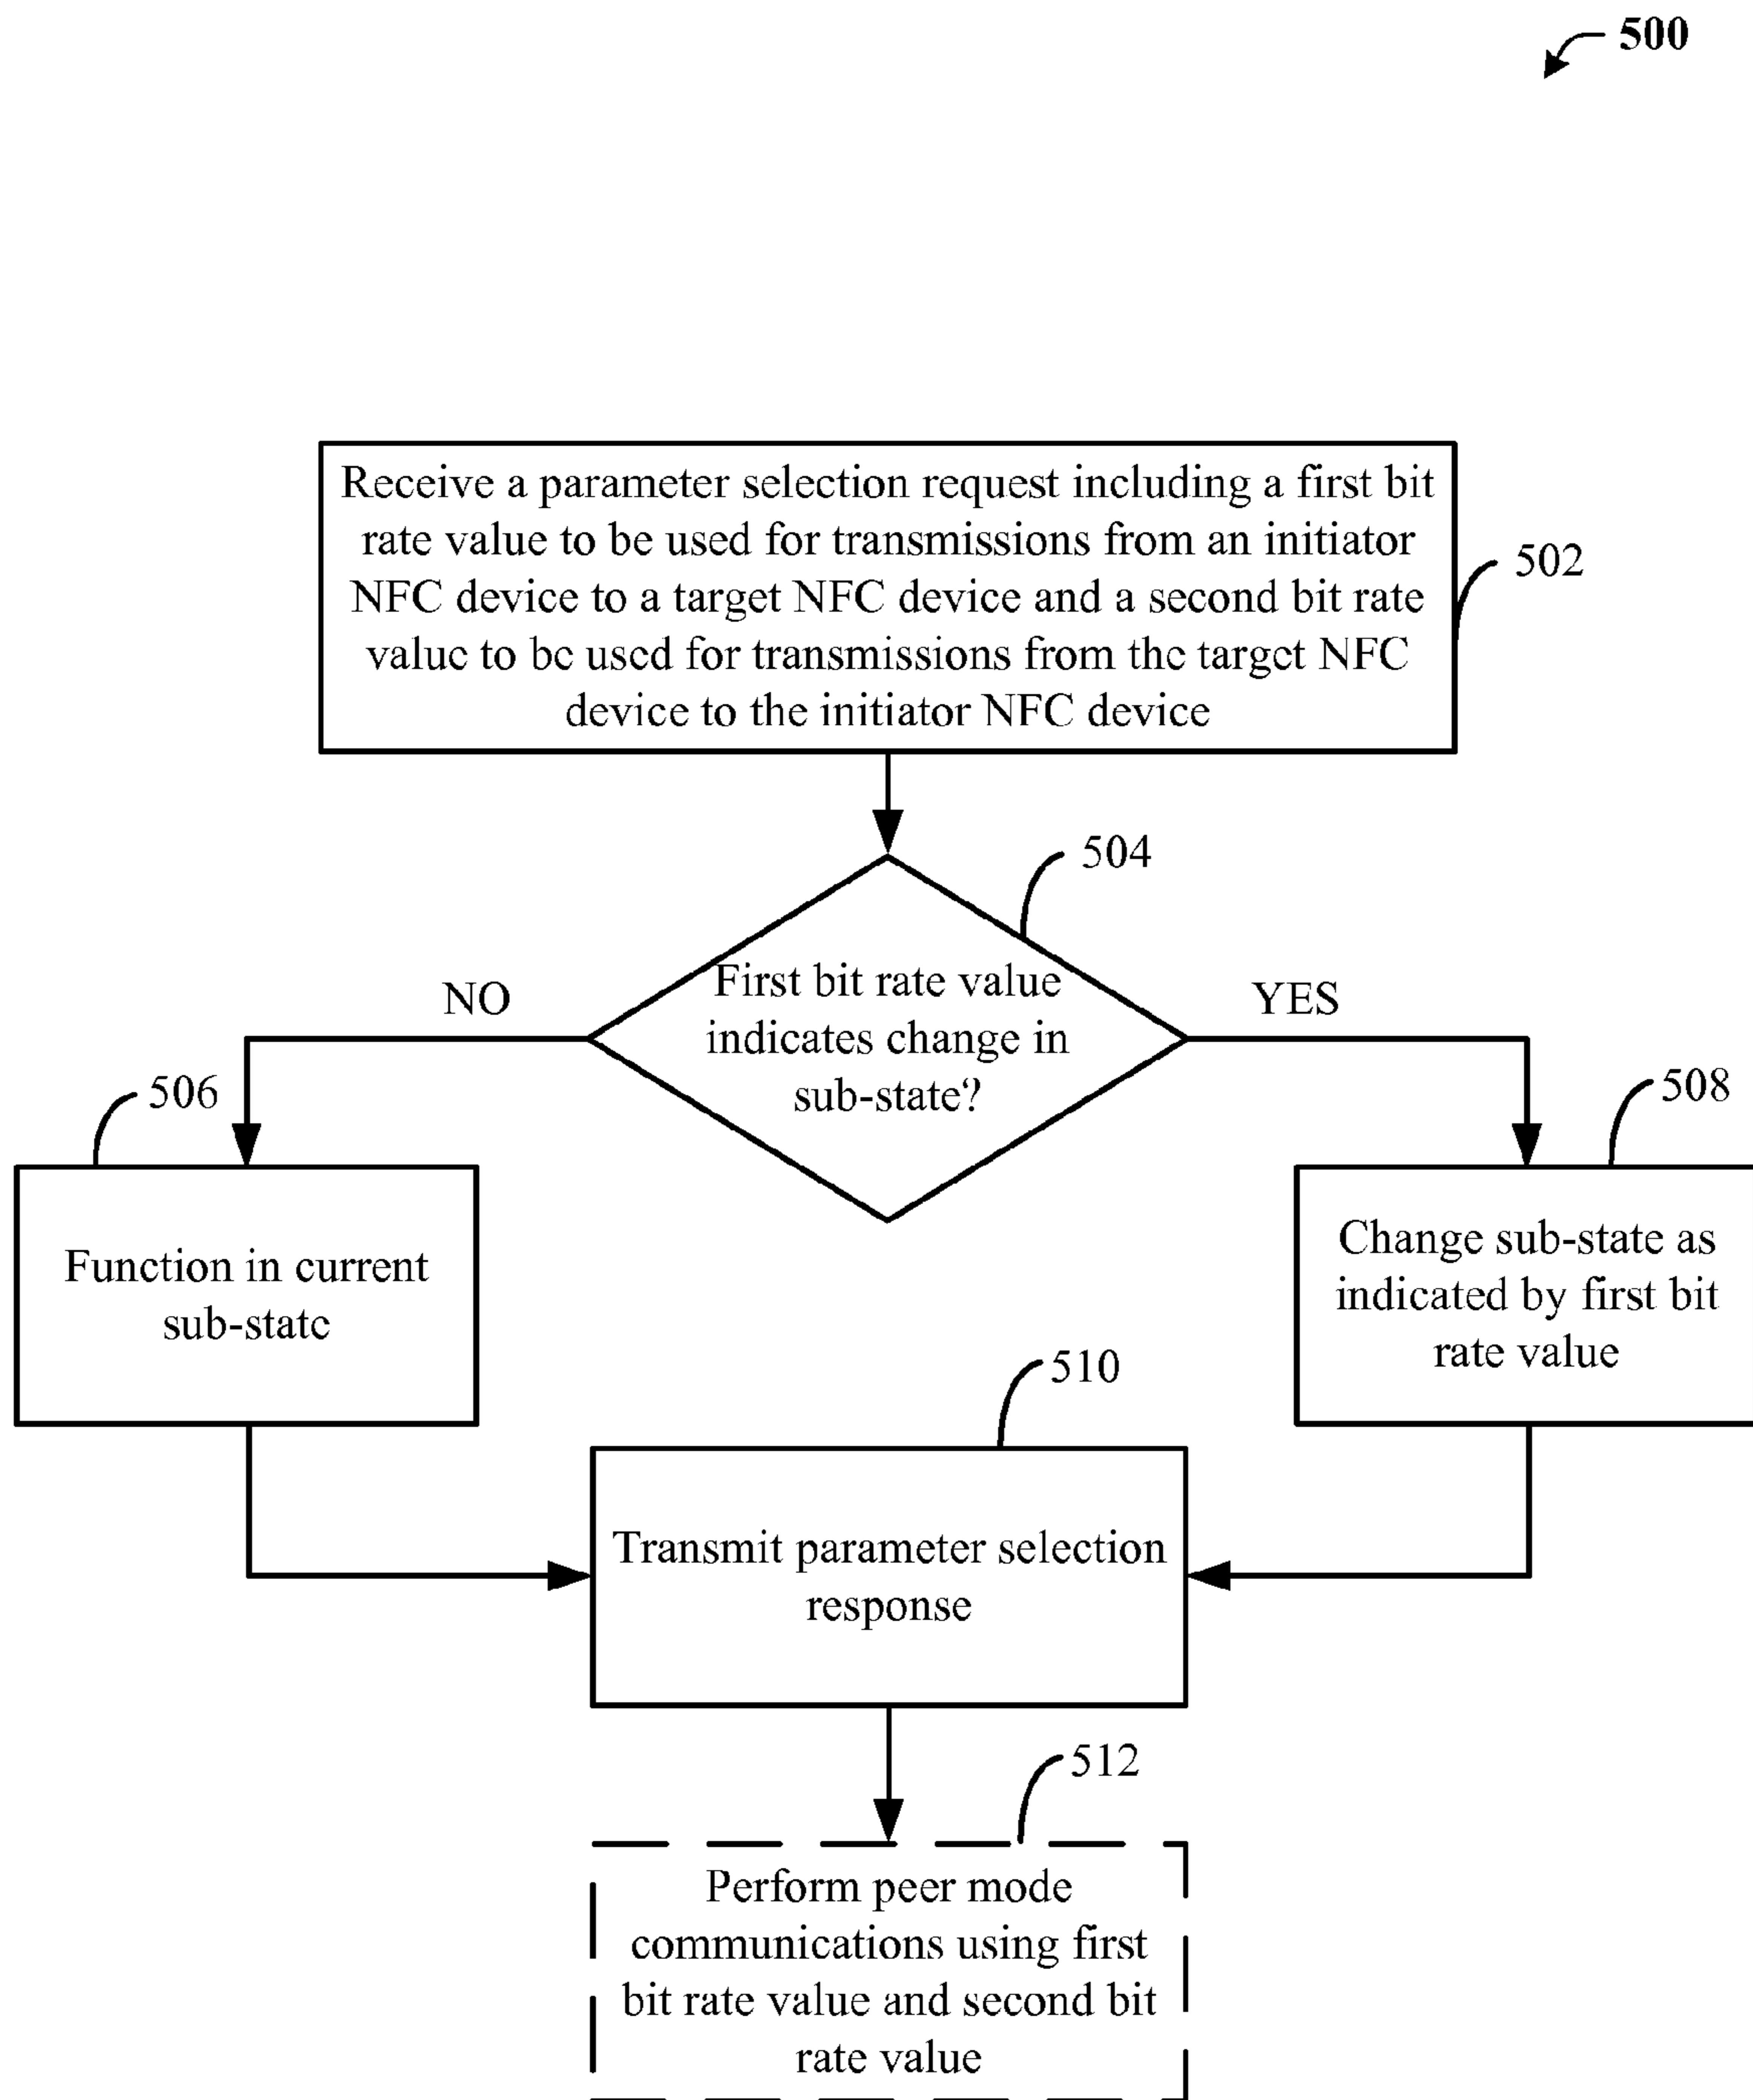 500
Receive a parameter selection request including a first bit
rate value to be used for transmissions from an initiator
NFC device to a target NFC device and a second bit rate
value to be used for transmissions from the target NFC
device to the initiator NFC device
502
504
First bit rate value
indicates change in
sub-state?
NO
YES
506
508
Function in current
sub-state
Change sub-state as
indicated by first bit
rate value
510
Transmit parameter selection
response
512
Perform peer mode
communications using first
bit rate value and second bit
rate value